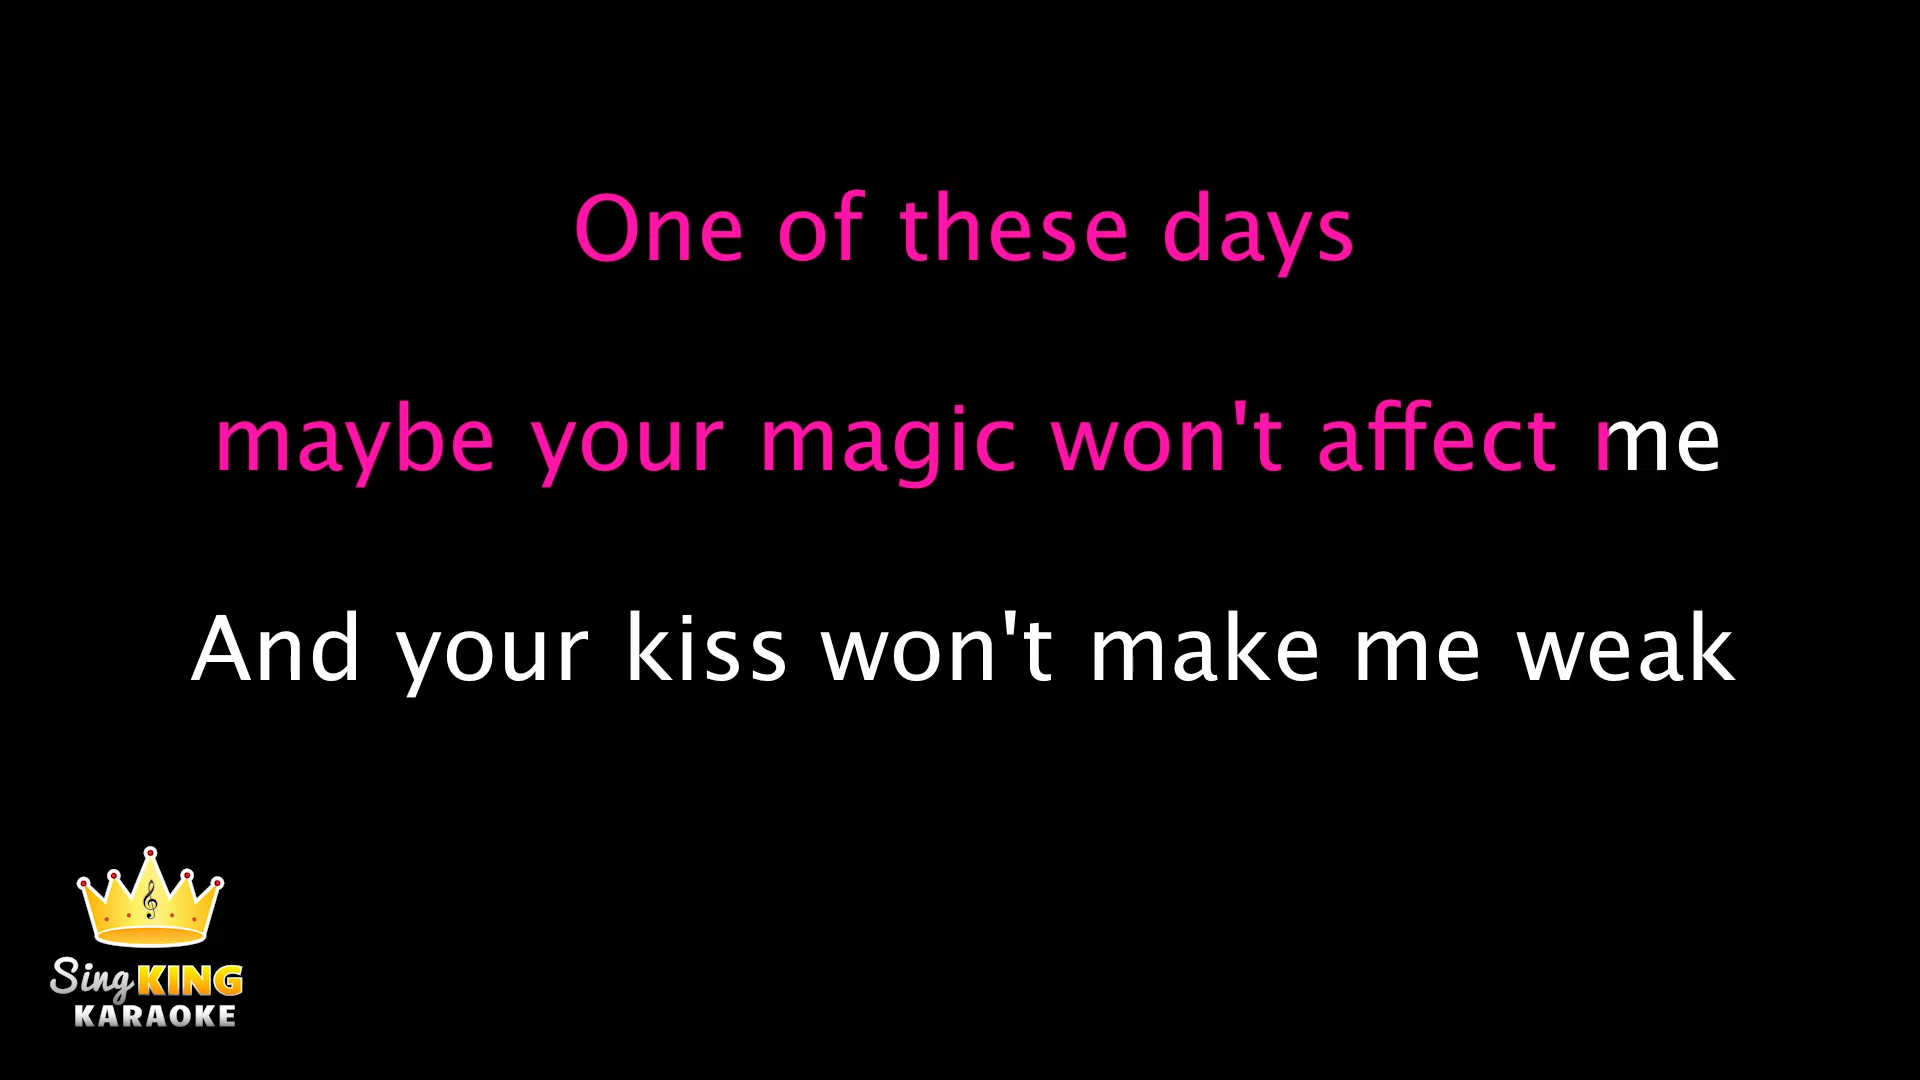 One of these days
maybe your magic won't affect me
And your kiss won't make me weak
Sing KING
KARAOKE